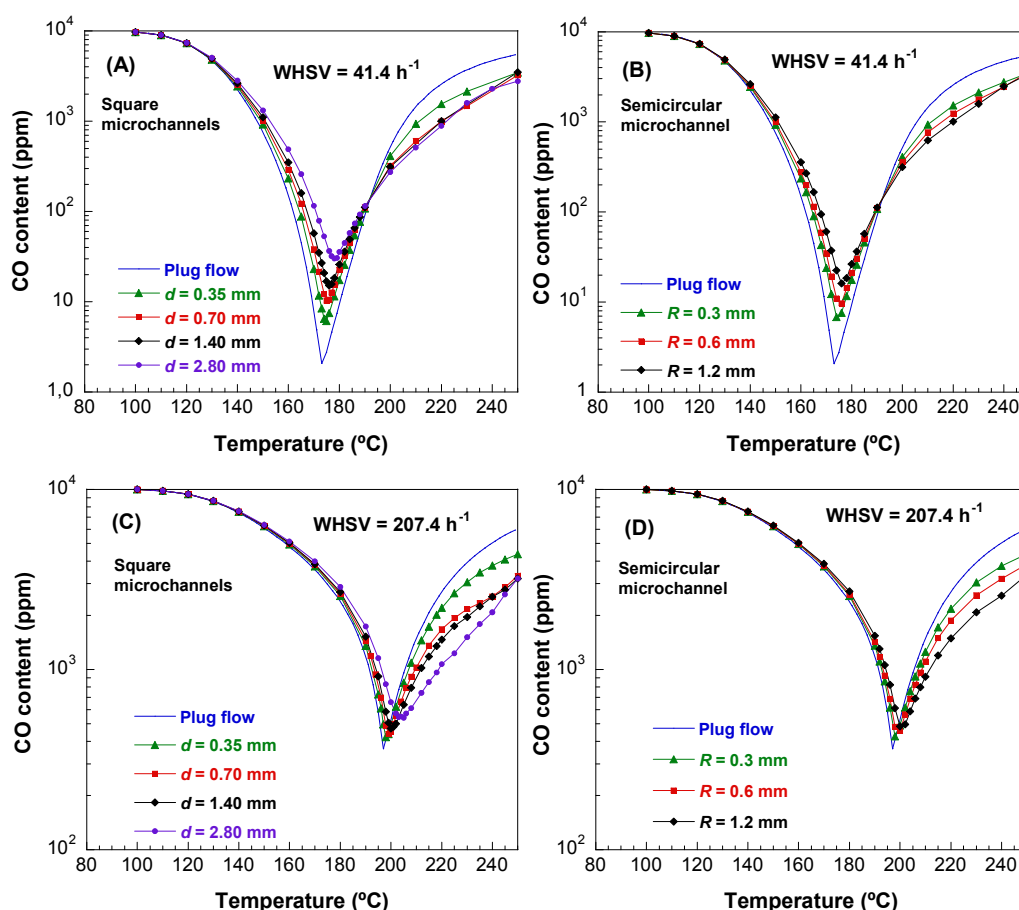 (A)
WHSV = 41.4 h⁻¹
Square
microchannels
Plug flow
d = 0.35 mm
d = 0.70 mm
d = 1.40 mm
d = 2.80 mm
CO content (ppm)
10⁴
10³
10²
10
1,0
80 100 120 140 160 180 200 220 240
Temperature (ºC)
(B)
WHSV = 41.4 h⁻¹
Semicircular
microchannel
Plug flow
R = 0.3 mm
R = 0.6 mm
R = 1.2 mm
CO content (ppm)
10⁴
10³
10²
10
1
80 100 120 140 160 180 200 220 240
Temperature (ºC)
(C)
WHSV = 207.4 h⁻¹
Square
microchannels
Plug flow
d = 0.35 mm
d = 0.70 mm
d = 1.40 mm
d = 2.80 mm
CO content (ppm)
10⁴
10³
10²
80 100 120 140 160 180 200 220 240
Temperature (ºC)
(D)
WHSV = 207.4 h⁻¹
Semicircular
microchannel
Plug flow
R = 0.3 mm
R = 0.6 mm
R = 1.2 mm
CO content (ppm)
10⁴
10³
10²
80 100 120 140 160 180 200 220 240
Temperature (ºC)